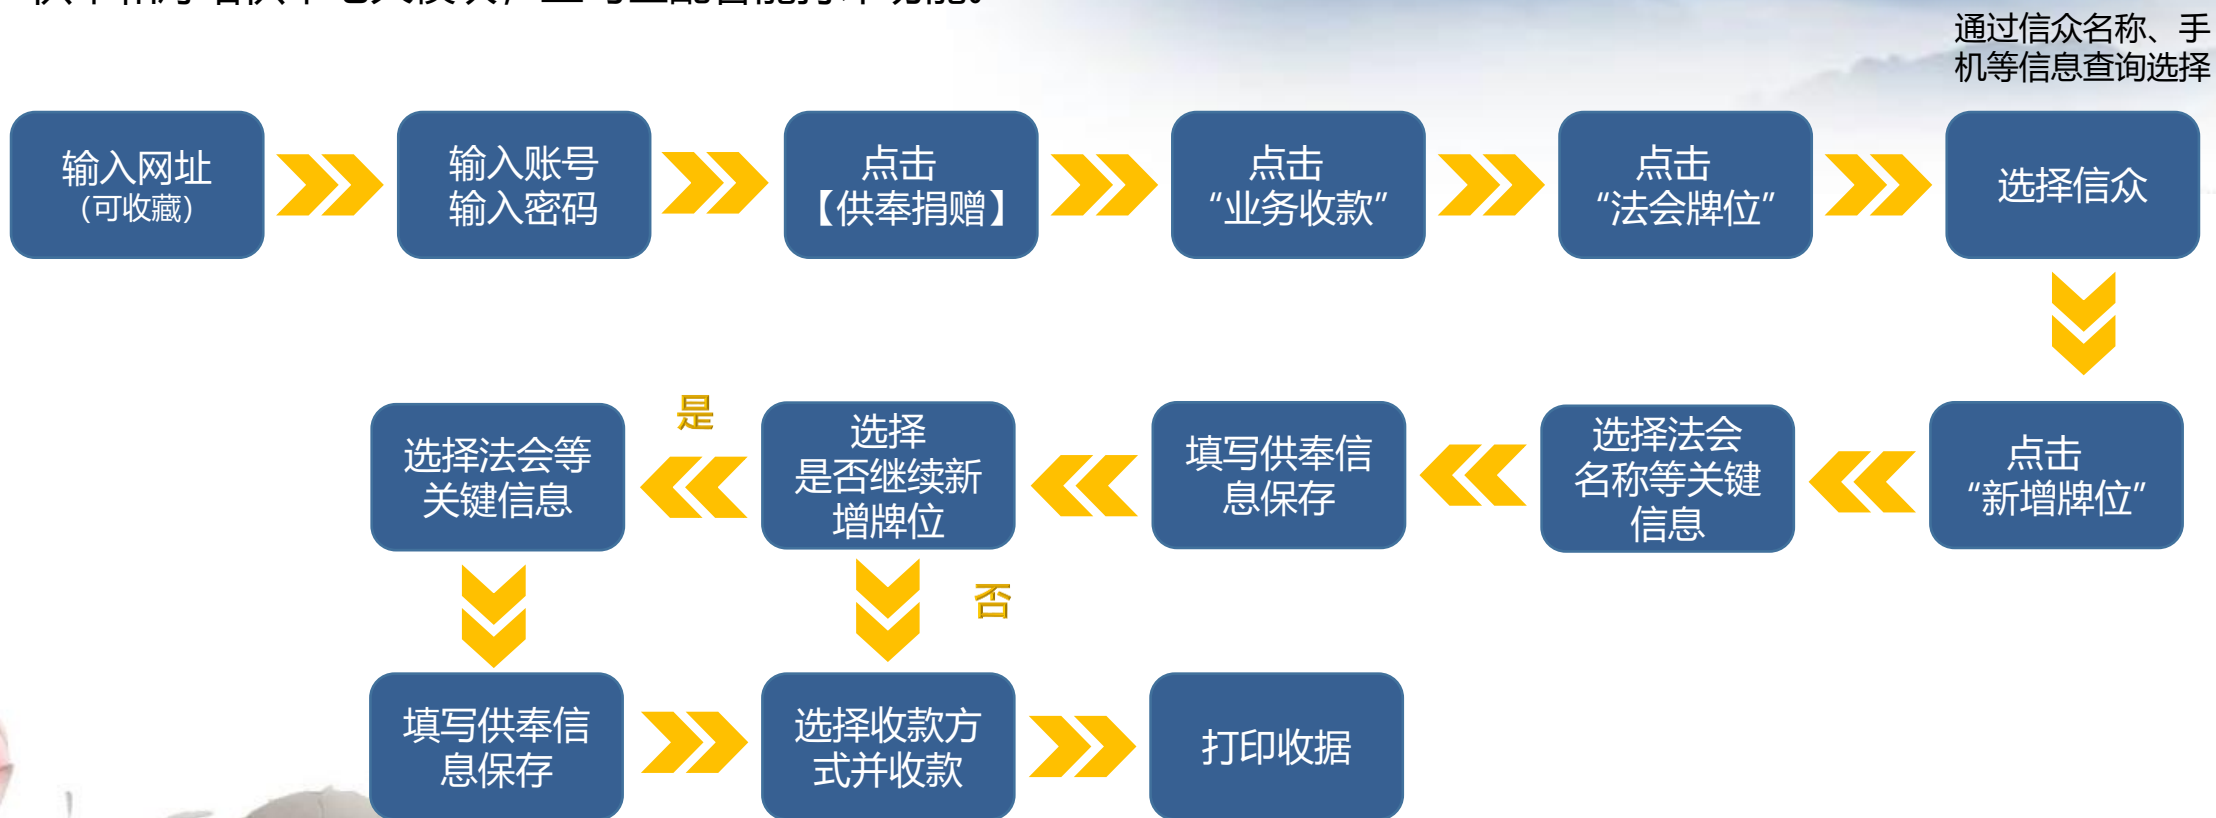 通过信众名称、手
机等信息查询选择
输入网址
（可收藏）
输入账号
输入密码
点击
【供奉捐赠】
点击
“业务收款”
点击
“法会牌位”
选择信众
点击
“新增牌位”
选择法会
名称等关键
信息
填写供奉信
息保存
选择
是否继续新
增牌位
是
选择法会等
关键信息
否
填写供奉信
息保存
选择收款方
式并收款
打印收据